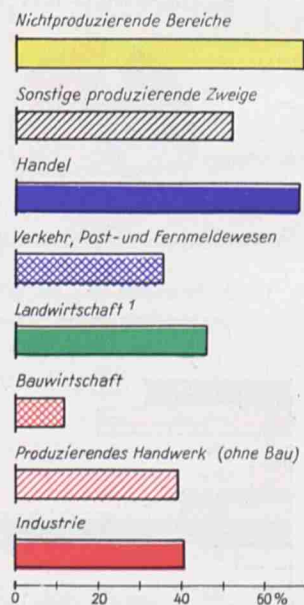 Nichtproduzierende Bereiche
Sonstige produzierende Zweige
Handel
Verkehr, Post- und Fernmeldewesen
Landwirtschaft ¹
Bauwirtschaft
Produzierendes Handwerk (ohne Bau)
Industrie
0 20 40 60%